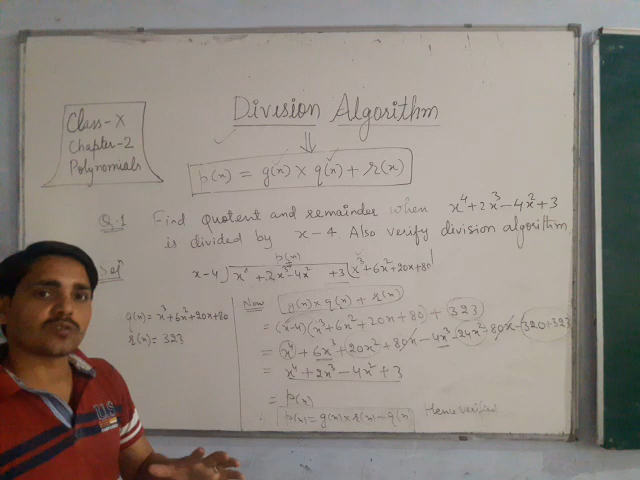 Division Algorithm
Class-X
Chapter-2
Polynomials
⇓
p(x) = g(x) × q(x) + r(x)
Q.1 Find Quotent and remainder when x⁴+2x³-4x²+3
is divided by x-4 Also verify division algorithm
Solⁿ
p(x)
x-4 ) x⁴+2x³-4x² +3 ( x³+6x²+20x+80
q(x) = x³+6x²+20x+80
r(x) = 323
Now g(x)×q(x)+r(x)
= (x-4)(x³+6x²+20x+80) + 323
= x⁴+6x³+20x²+80x-4x³-24x²-80x-320+323
= x⁴+2x³-4x²+3
= p(x)
∴ p(x)=g(x)×r(x)-q(x) Hence verified
US